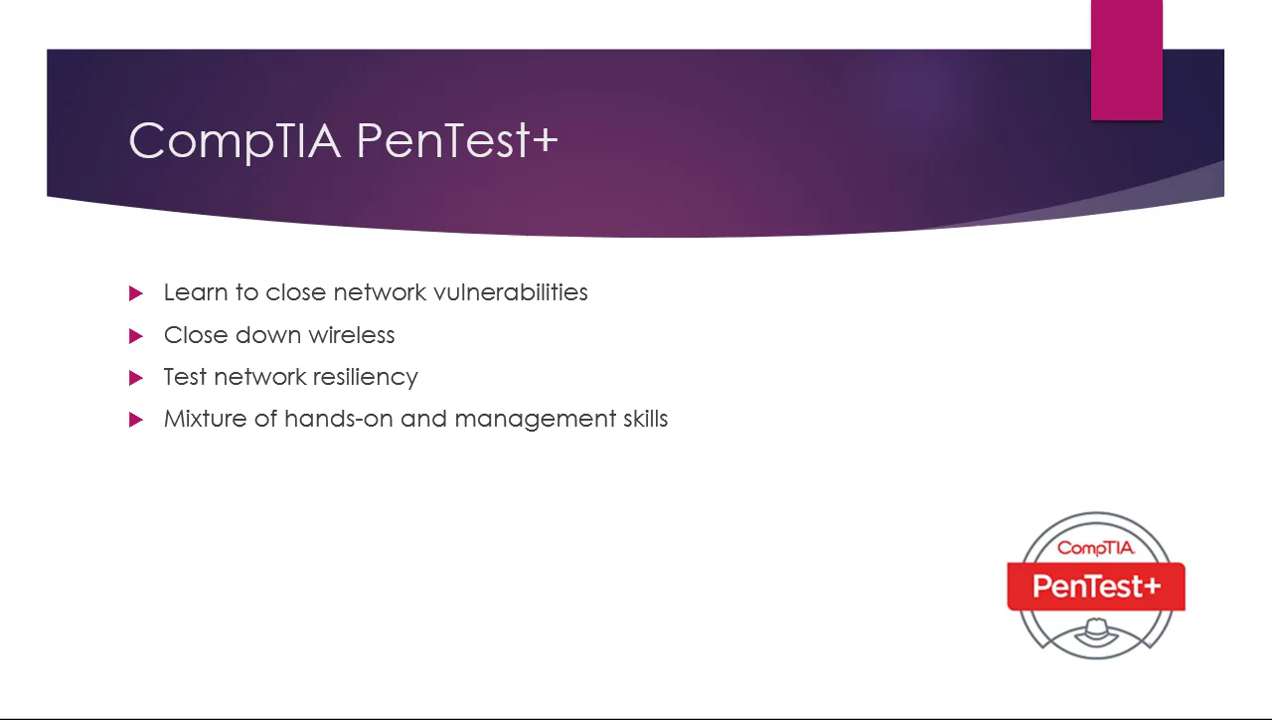 CompTIA PenTest+
Learn to close network vulnerabilities
Close down wireless
Test network resiliency
Mixture of hands-on and management skills
CompTIA
PenTest+